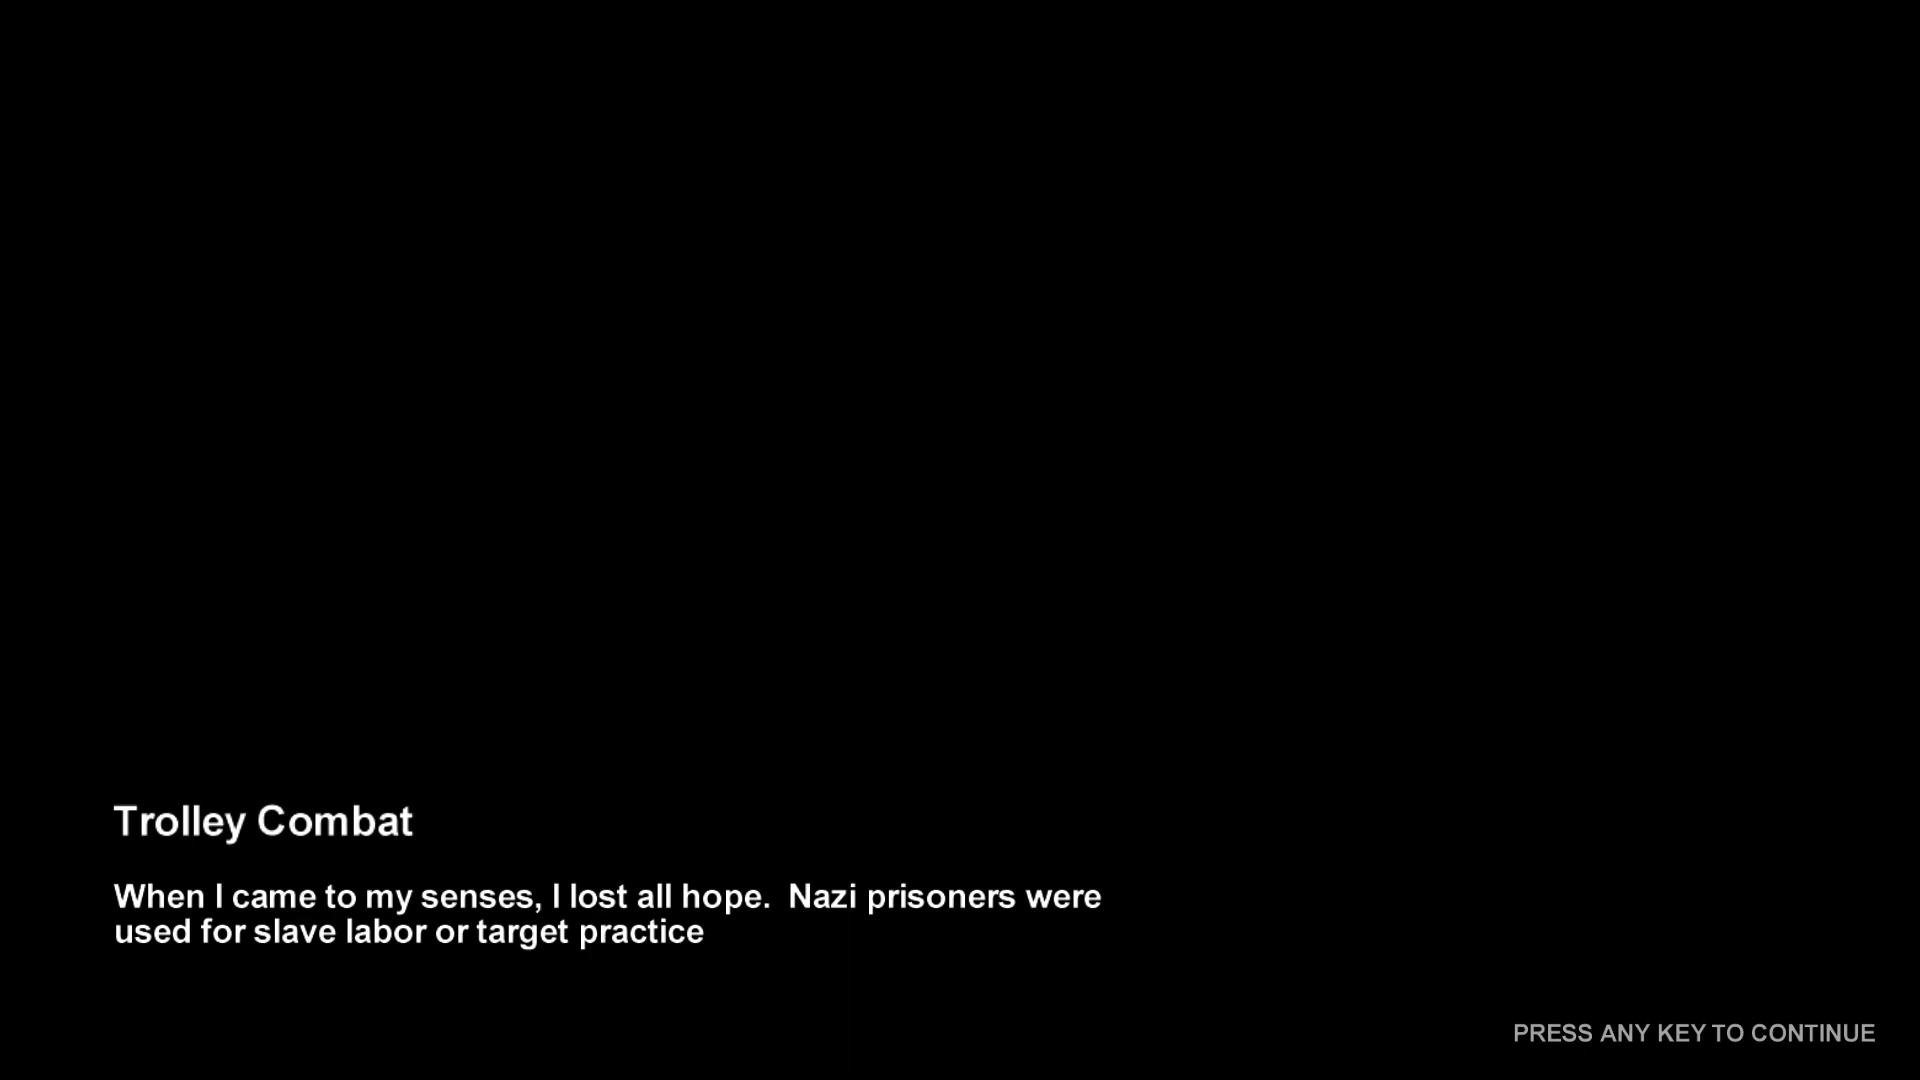 Trolley Combat
When I came to my senses, I lost all hope.  Nazi prisoners were
used for slave labor or target practice
PRESS ANY KEY TO CONTINUE